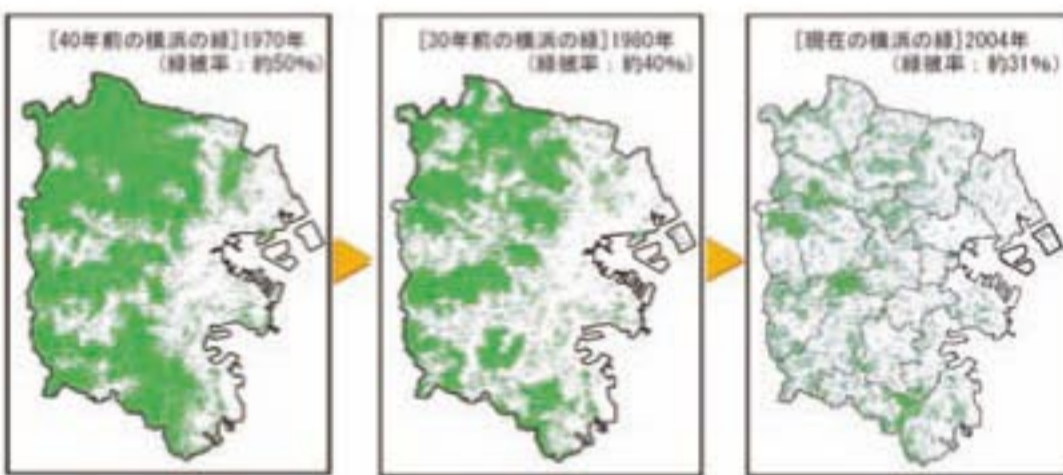 [40年前の横浜の緑]1970年
(緑被率：約50%)
[30年前の横浜の緑]1980年
(緑被率：約40%)
[現在の横浜の緑]2004年
(緑被率：約31%)